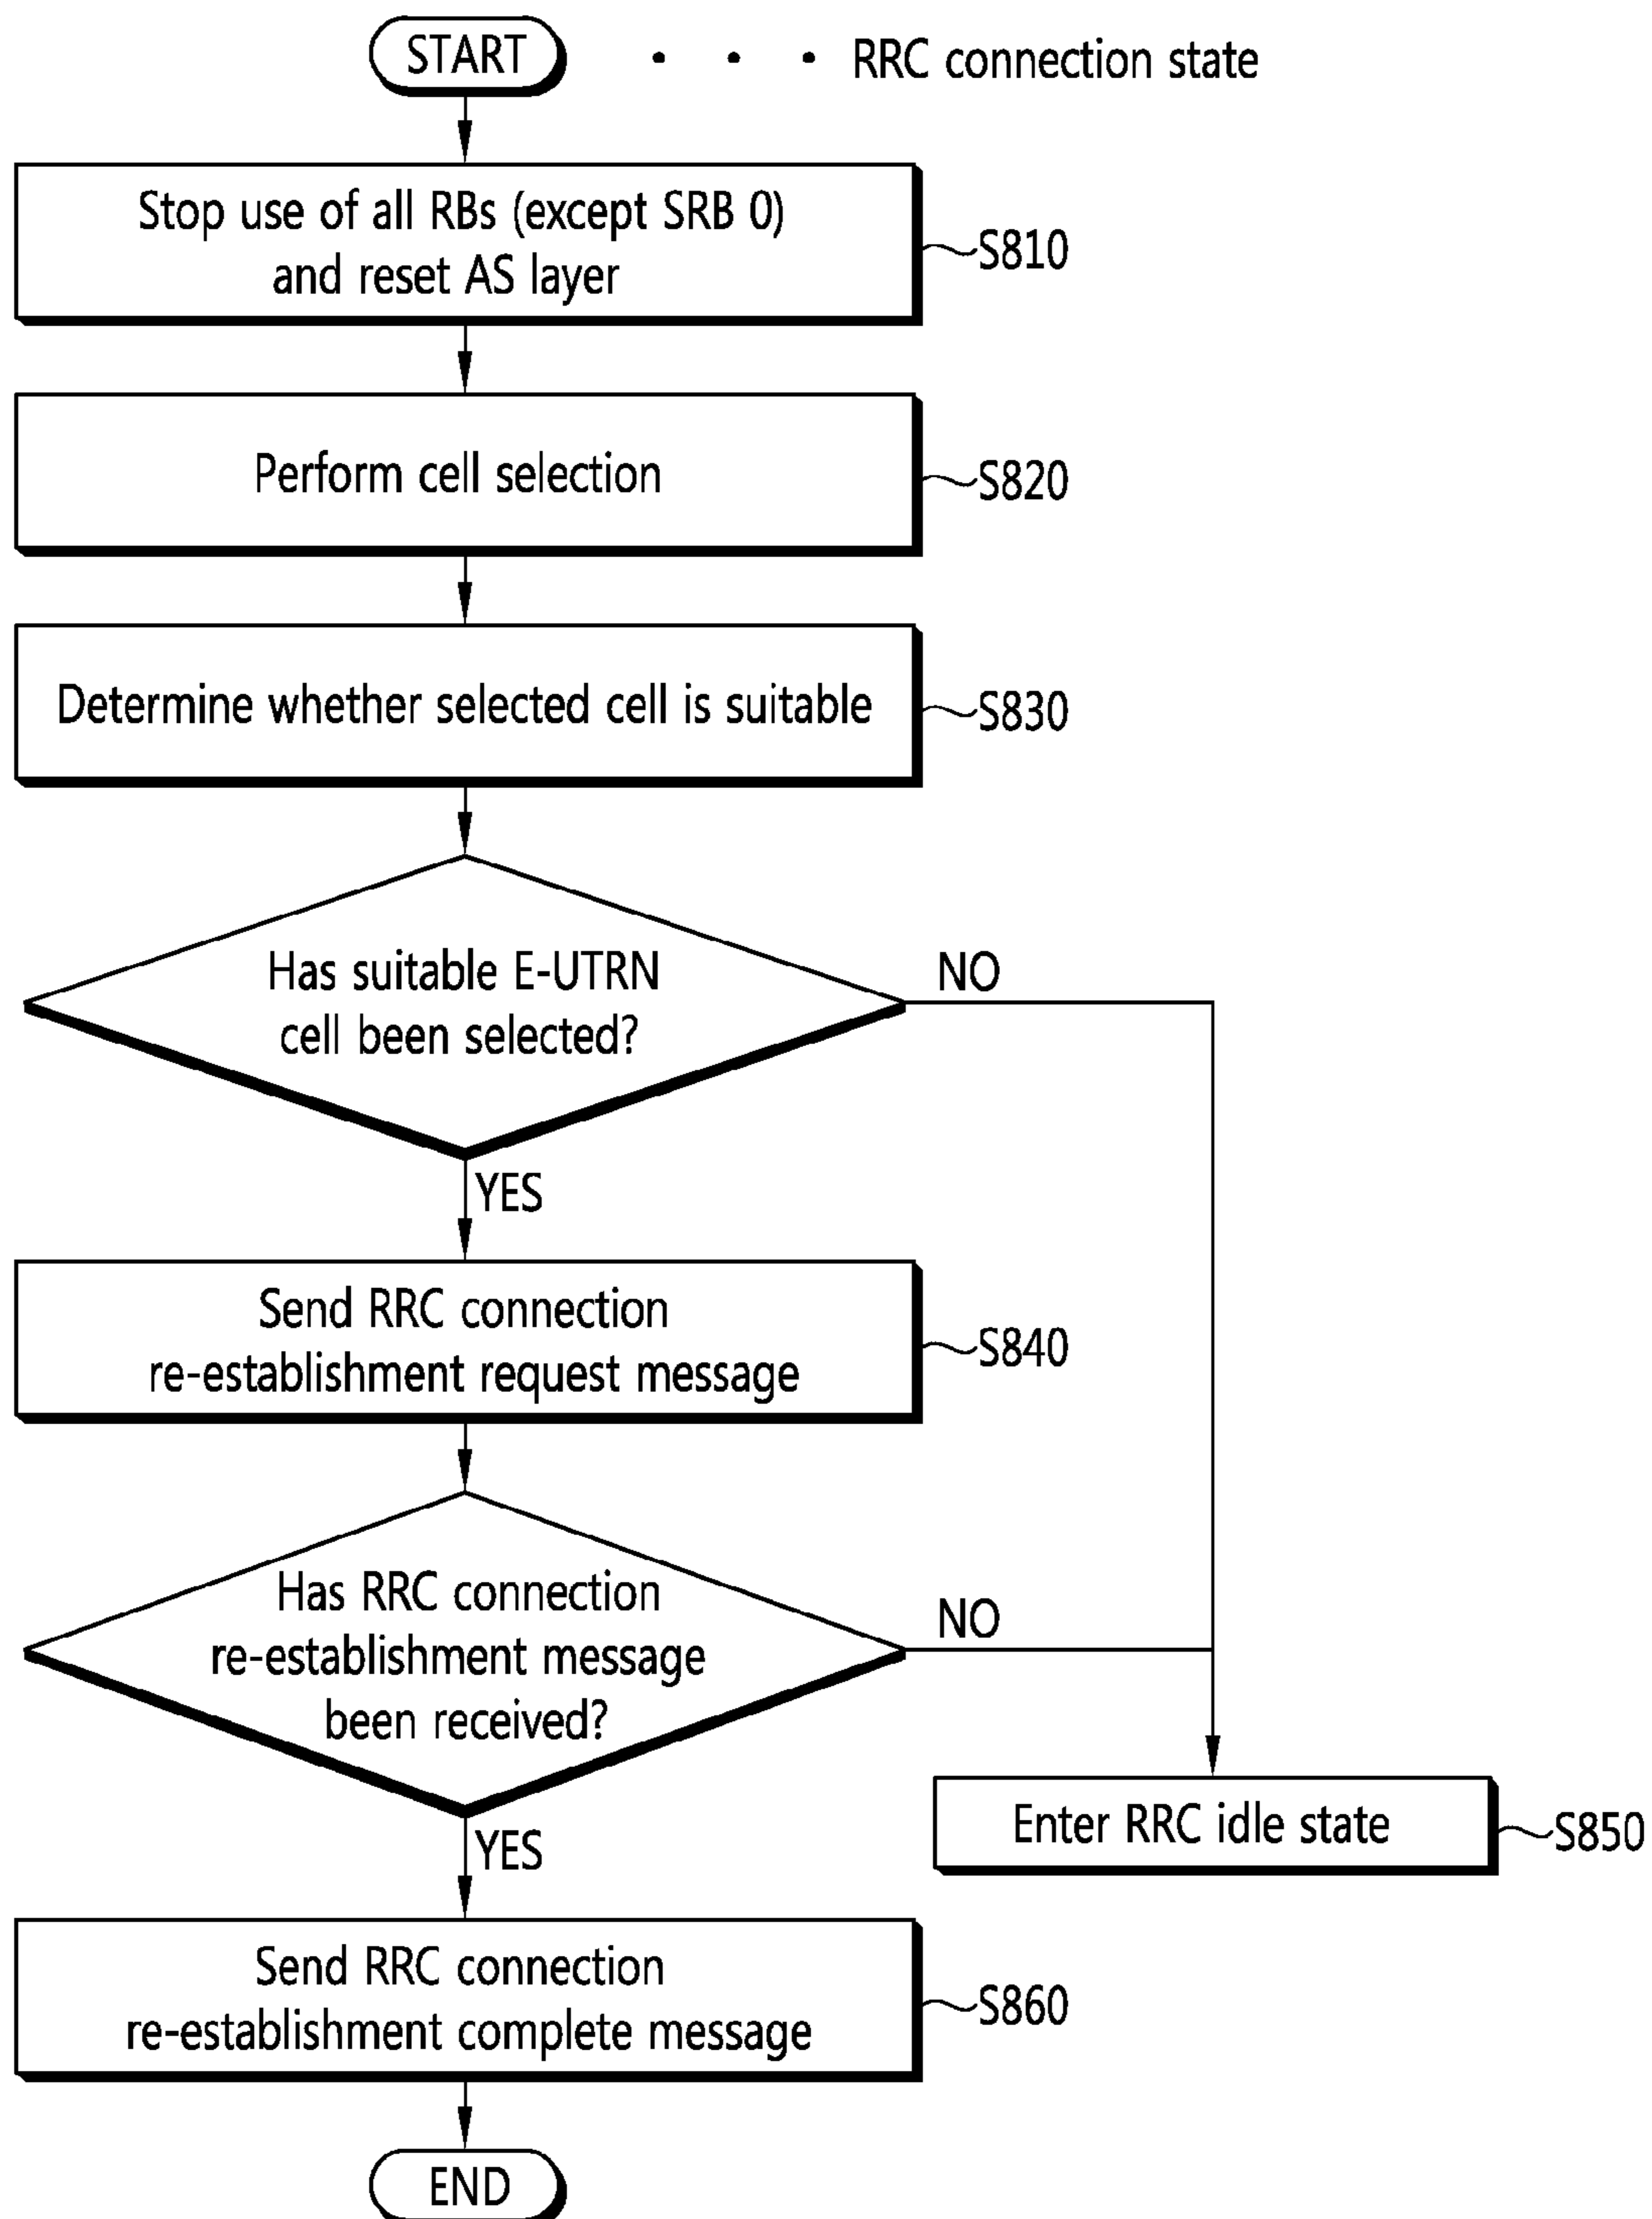 START
RRC connection state
Stop use of all RBs (except SRB 0)
and reset AS layer
S810
Perform cell selection
S820
Determine whether selected cell is suitable
S830
Has suitable E-UTRN
cell been selected?
NO
YES
Send RRC connection
re-establishment request message
S840
Has RRC connection
re-establishment message
been received?
NO
YES
Enter RRC idle state
S850
Send RRC connection
re-establishment complete message
S860
END